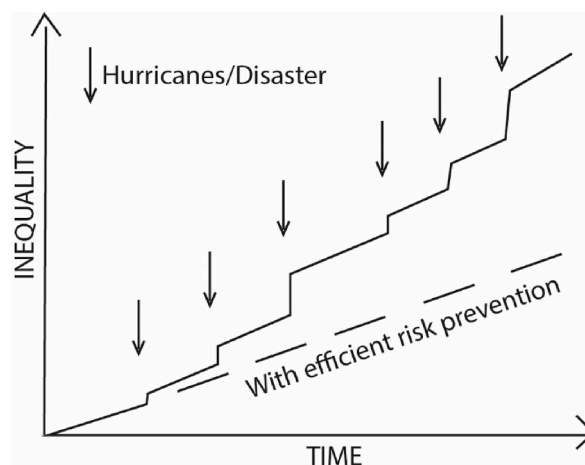 Hurricanes/Disaster
INEQUALITY
With efficient risk prevention
TIME